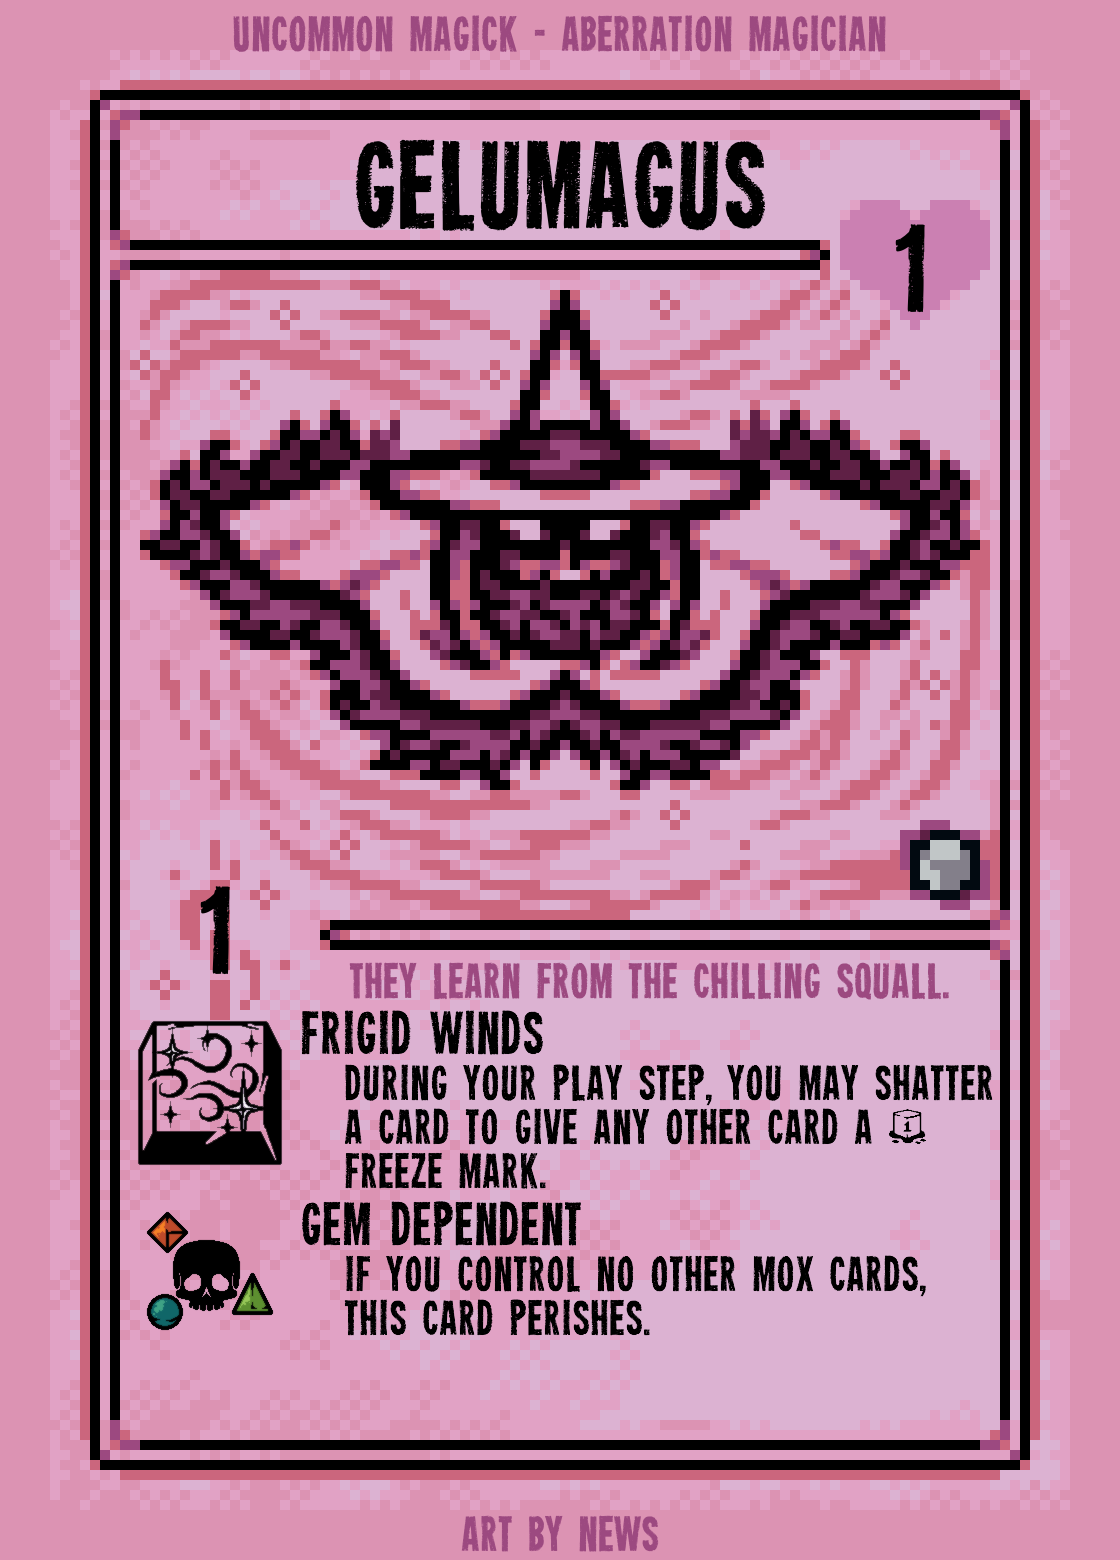 UNCOMMON MAGICK - ABERRATION MAGICIAN
GELUMAGUS
1
1
THEY LEARN FROM THE CHILLING SQUALL.
FRIGID WINDS
DURING YOUR PLAY STEP, YOU MAY SHATTER
A CARD TO GIVE ANY OTHER CARD A 1
FREEZE MARK.
GEM DEPENDENT
IF YOU CONTROL NO OTHER MOX CARDS,
THIS CARD PERISHES.
ART BY NEWS